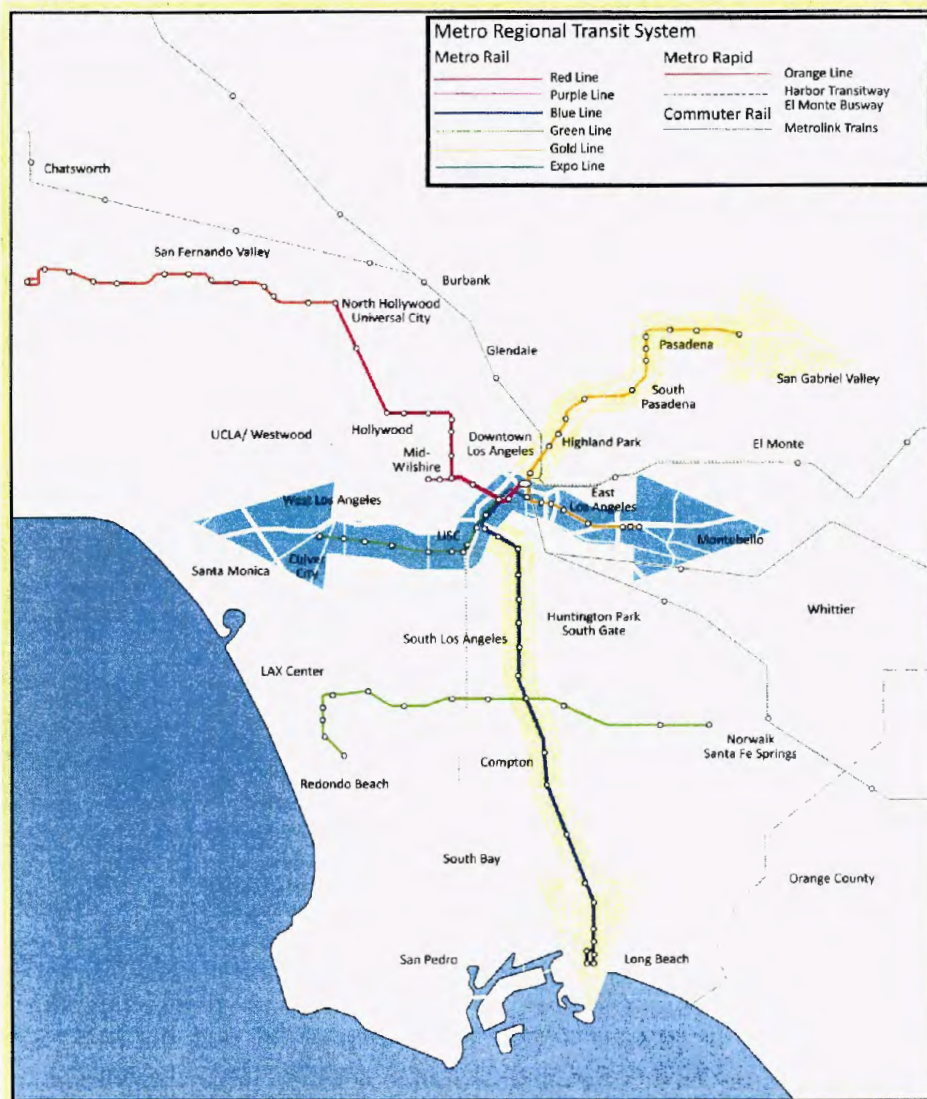 Metro Regional Transit System
Metro Rail
Red Line
Purple Line
Blue Line
Green Line
Gold Line
Expo Line
Metro Rapid
Orange Line
Harbor Transitway
El Monte Busway
Commuter Rail
Metrolink Trains
Chatsworth
San Fernando Valley
Burbank
North Hollywood
Universal City
Glendale
Pasadena
San Gabriel Valley
South
Pasadena
Hollywood
UCLA/ Westwood
Downtown
Los Angeles
Highland Park
El Monte
Mid-
Wilshire
West Los Angeles
East
Los Angeles
USC
Montebello
Santa Monica
Culver
City
Whittier
Huntington Park
South Gate
South Los Angeles
LAX Center
Norwalk
Santa Fe Springs
Compton
Redondo Beach
South Bay
Orange County
San Pedro
Long Beach